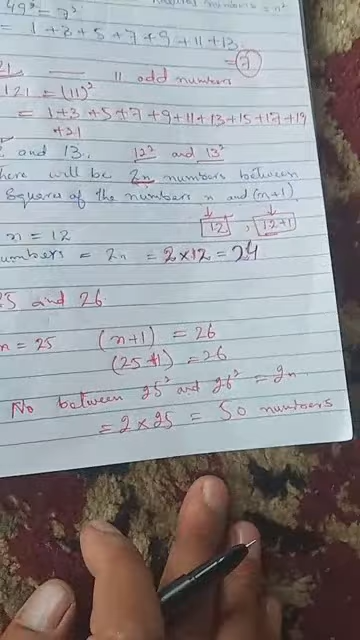 49 = 7²
= 1 + 3 + 5 + 7 + 9 + 11 + 13.
7
21 11 odd numbers
121 = (11)²
= 1+3+5+7+9+11+13+15+17+19
+21
and 13. 12² and 13²
here will be 2n numbers between
Squares of the numbers n and (n+1).
n = 12 12 , 12+1
umbers = 2n = 2×12 = 24
25 and 26
n = 25 (n+1) = 26
(25+1) = 26
No between 25² and 26² = 2n
= 2×25 = 50 numbers